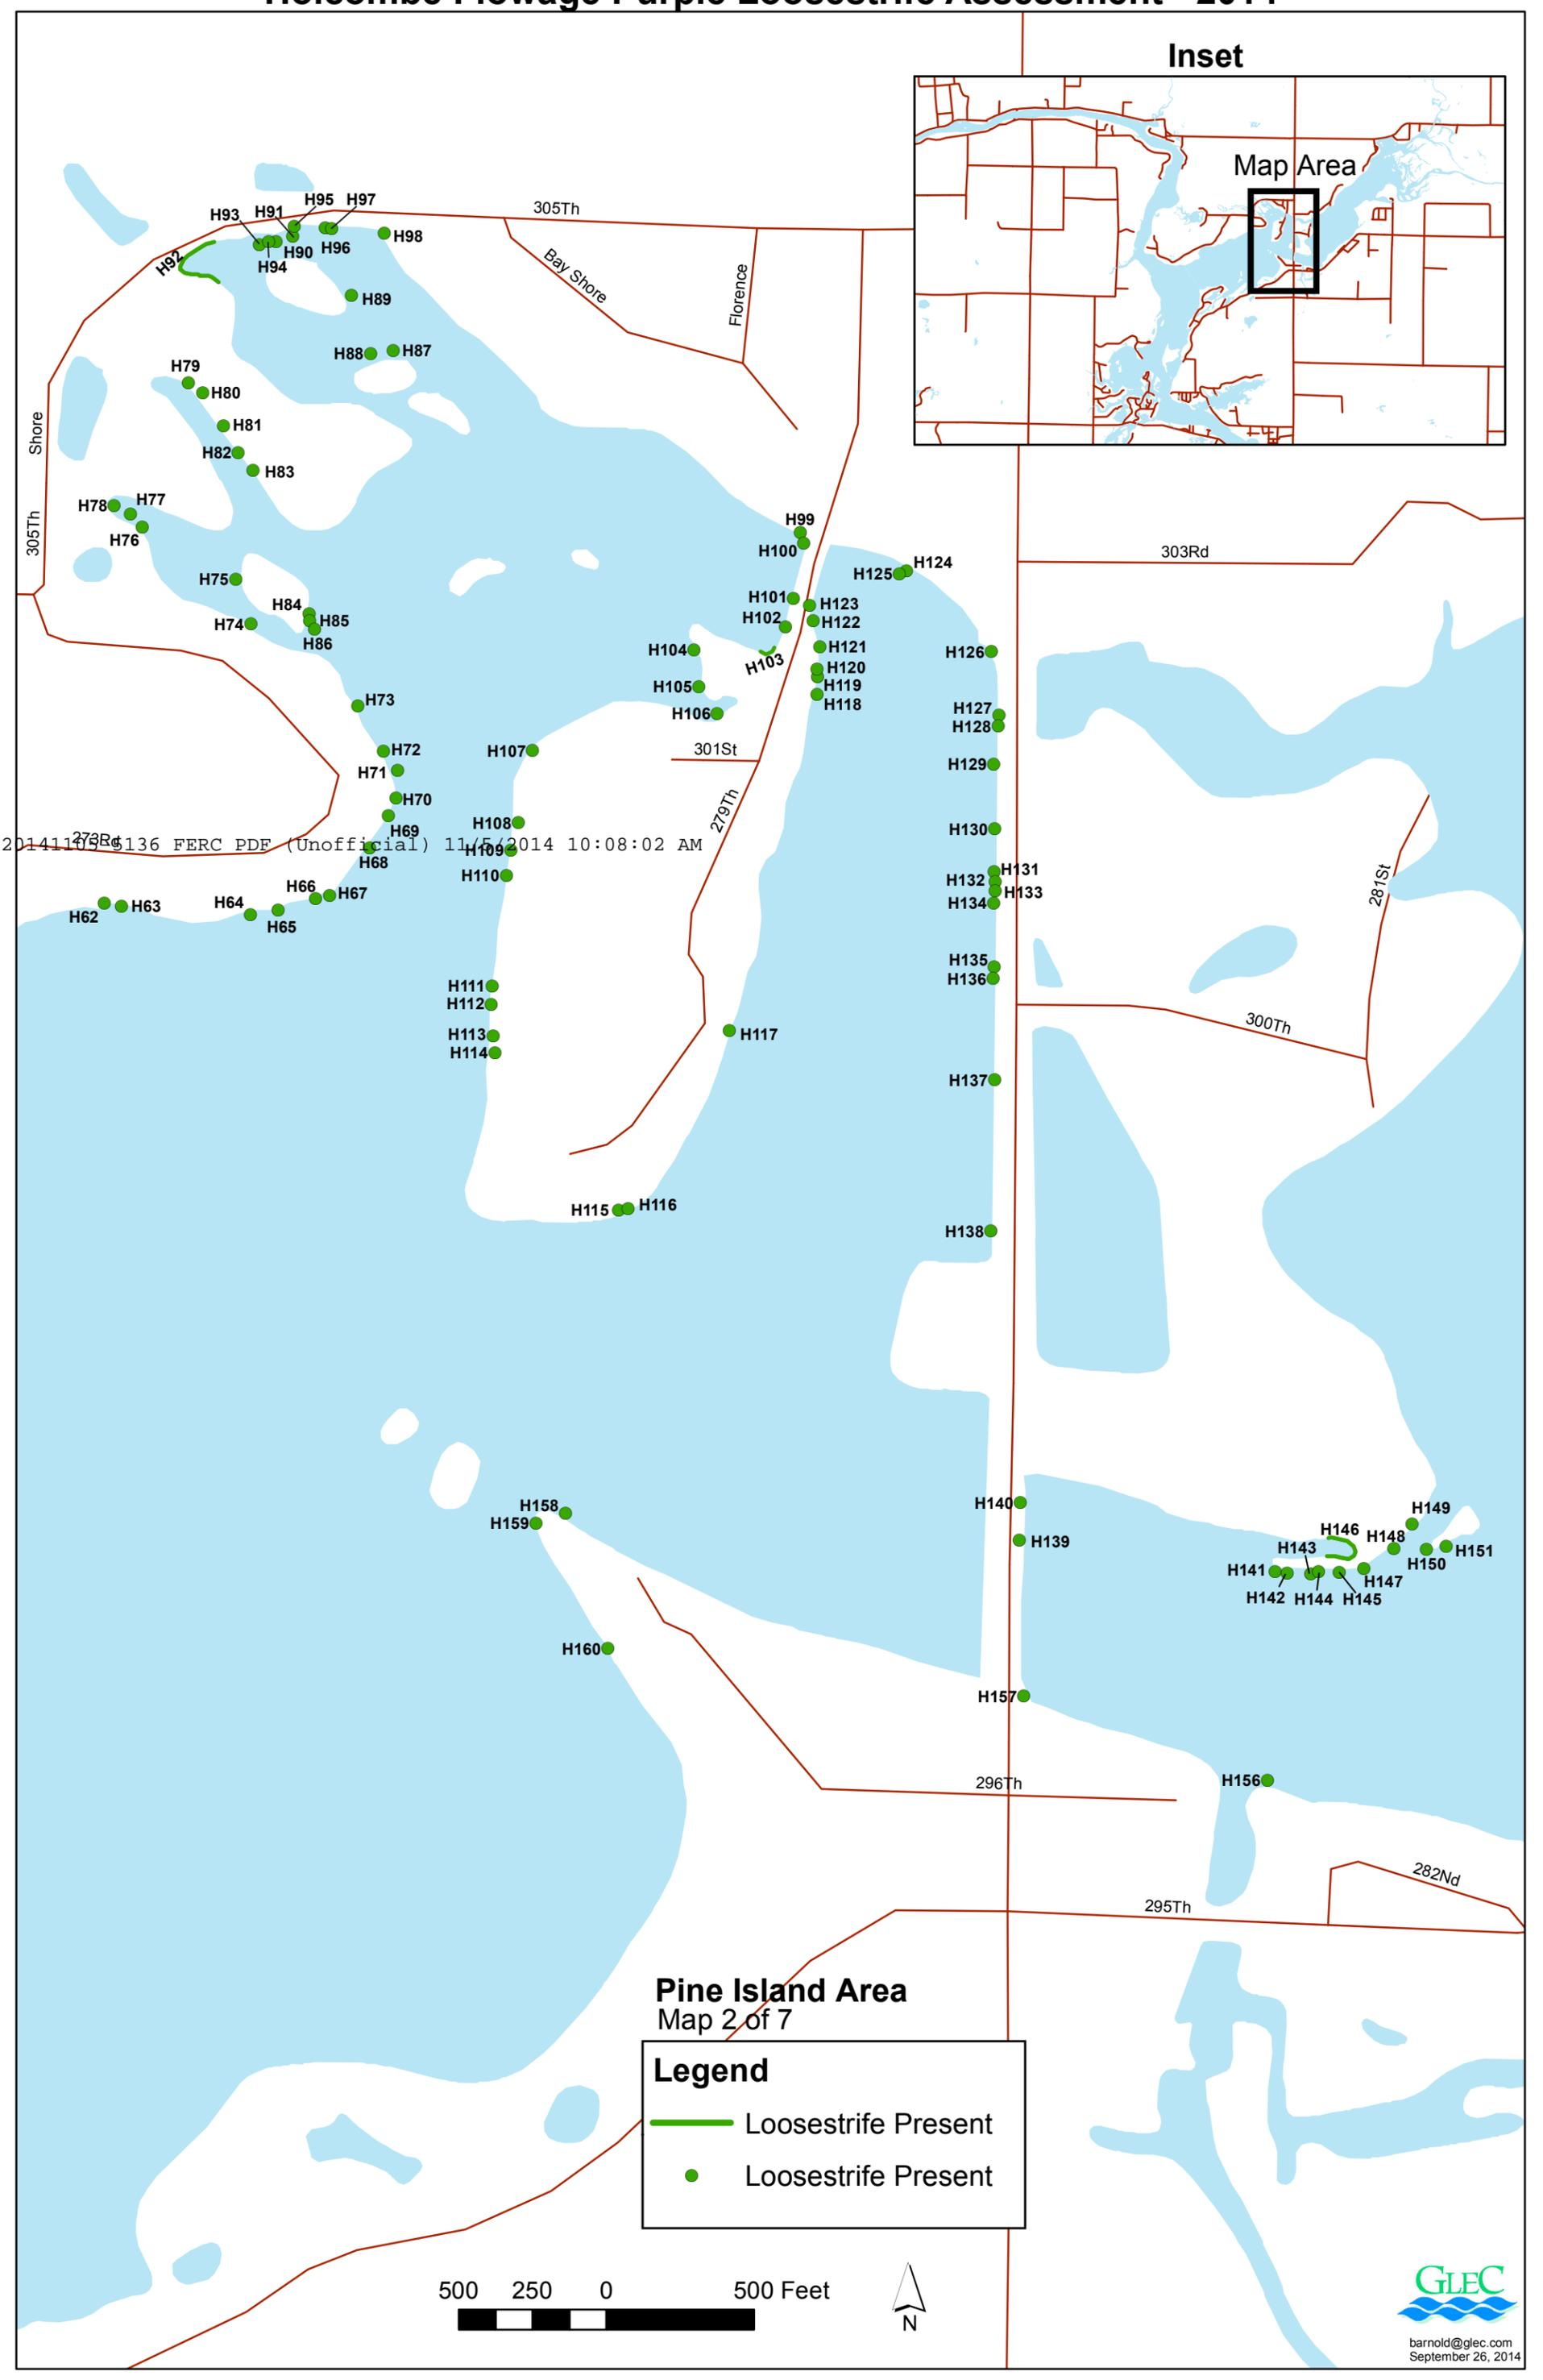 Holcombe Flowage Purple Loosestrife Assessment - 2014
Inset
Map Area
H93
H91
H95
H97
305Th
H98
H90
H96
H94
H92
Bay Shore
Florence
H89
H88
H87
H79
H80
Shore
H81
H82
H83
H78
H77
H76
305Th
H99
H100
303Rd
H124
H125
H75
H84
H85
H74
H86
H101
H102
H123
H122
H103
H104
H121
H120
H119
H118
H105
H106
H126
H73
H127
H128
H72
H71
H107
301St
H129
H70
H69
H108
279Th
H130
273Rd
20141105-5136 FERC PDF (Unofficial) 11/5/2014 10:08:02 AM
H109
H68
H110
H131
H132
H133
H134
281St
H66
H67
H64
H65
H62
H63
H135
H136
H111
H112
H113
H114
H117
300Th
H137
H115
H116
H138
H158
H159
H140
H139
H149
H146
H148
H143
H151
H150
H141
H147
H142
H144
H145
H160
H157
H156
296Th
282Nd
295Th
Pine Island Area
Map 2 of 7
Legend
Loosestrife Present
Loosestrife Present
500 250 0 500 Feet
N
GLEC
barnold@glec.com
September 26, 2014